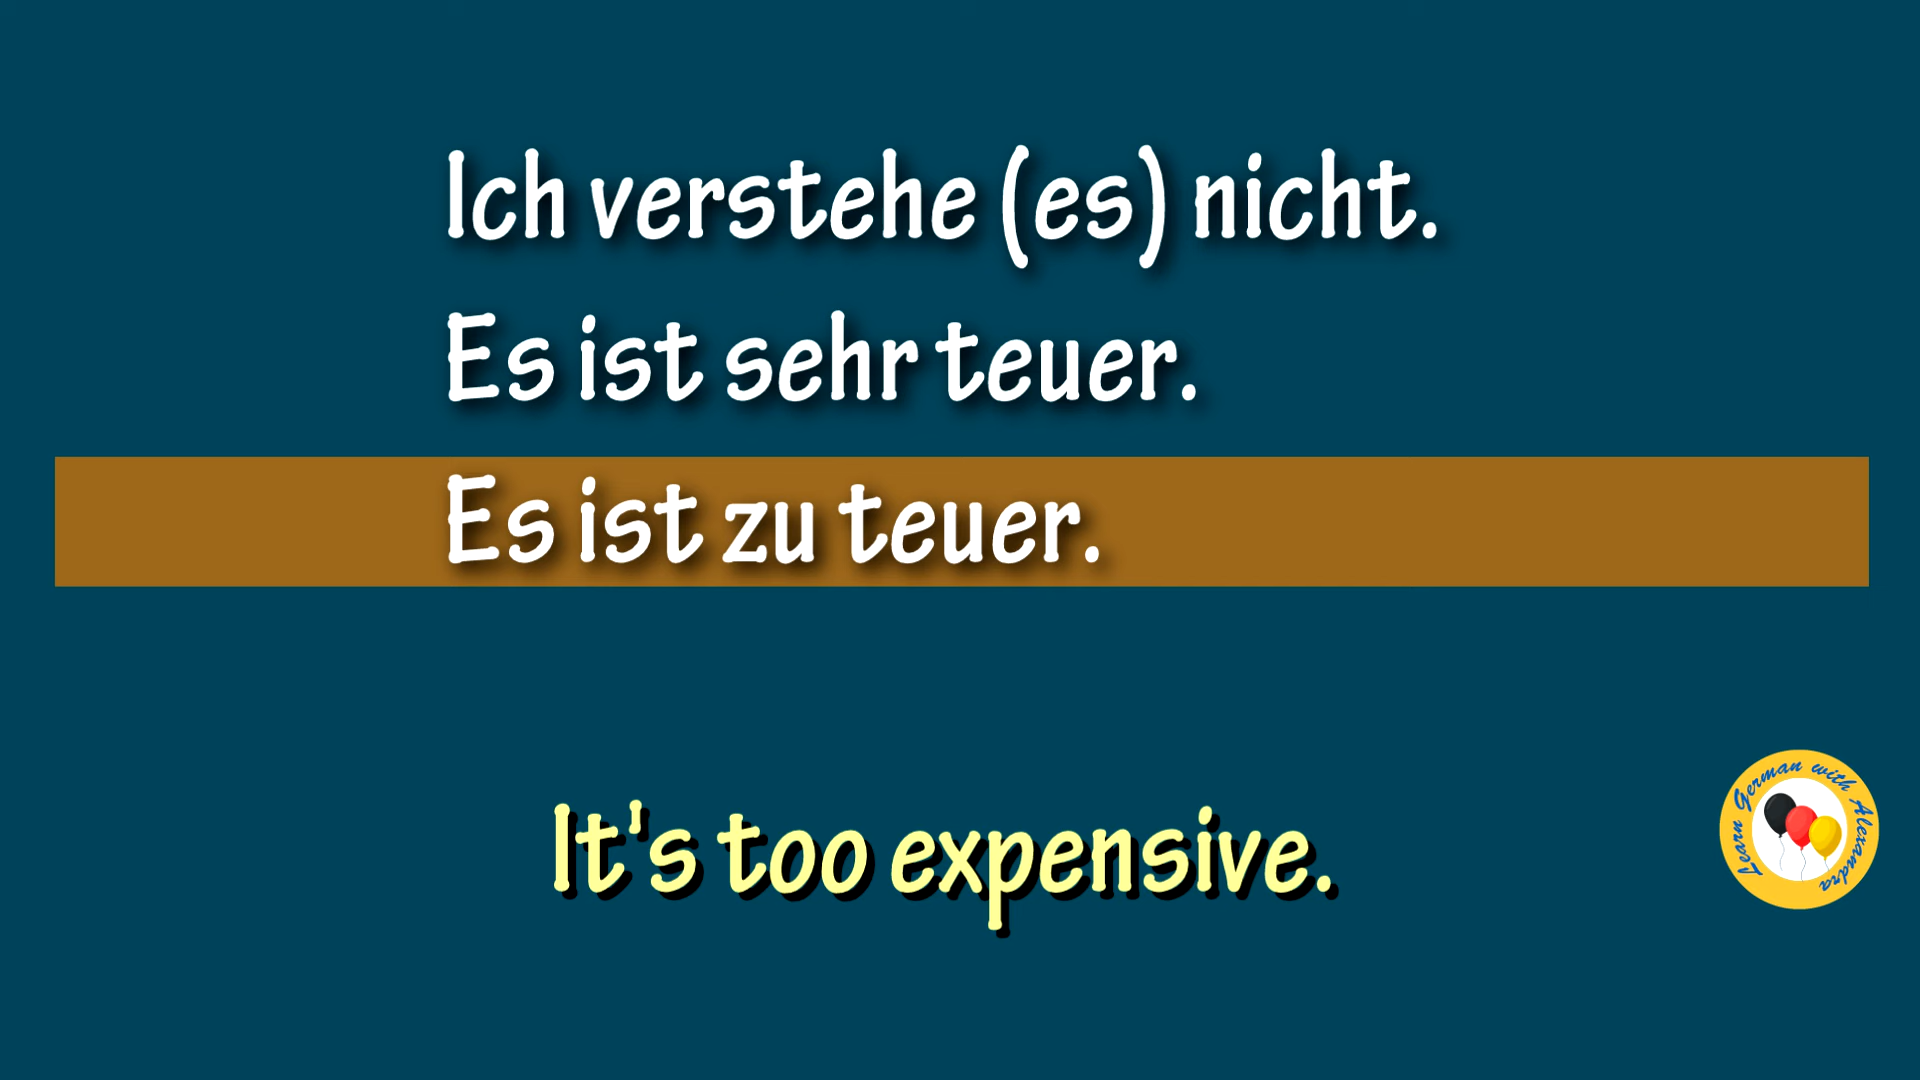 Ich verstehe (es) nicht.
Es ist sehr teuer.
Es ist zu teuer.
It's too expensive.
Learn German with Alexandra